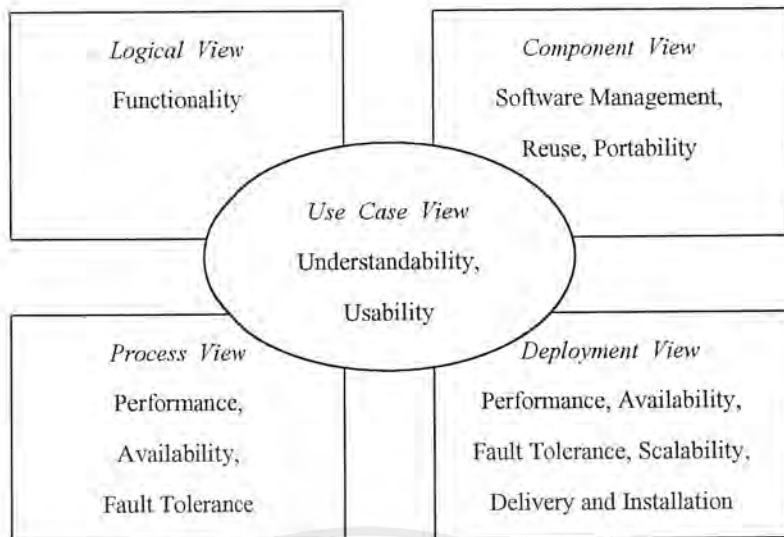 Logical View
Functionality
Component View
Software Management,
Reuse, Portability
Use Case View
Understandability,
Usability
Process View
Performance,
Availability,
Fault Tolerance
Deployment View
Performance, Availability,
Fault Tolerance, Scalability,
Delivery and Installation